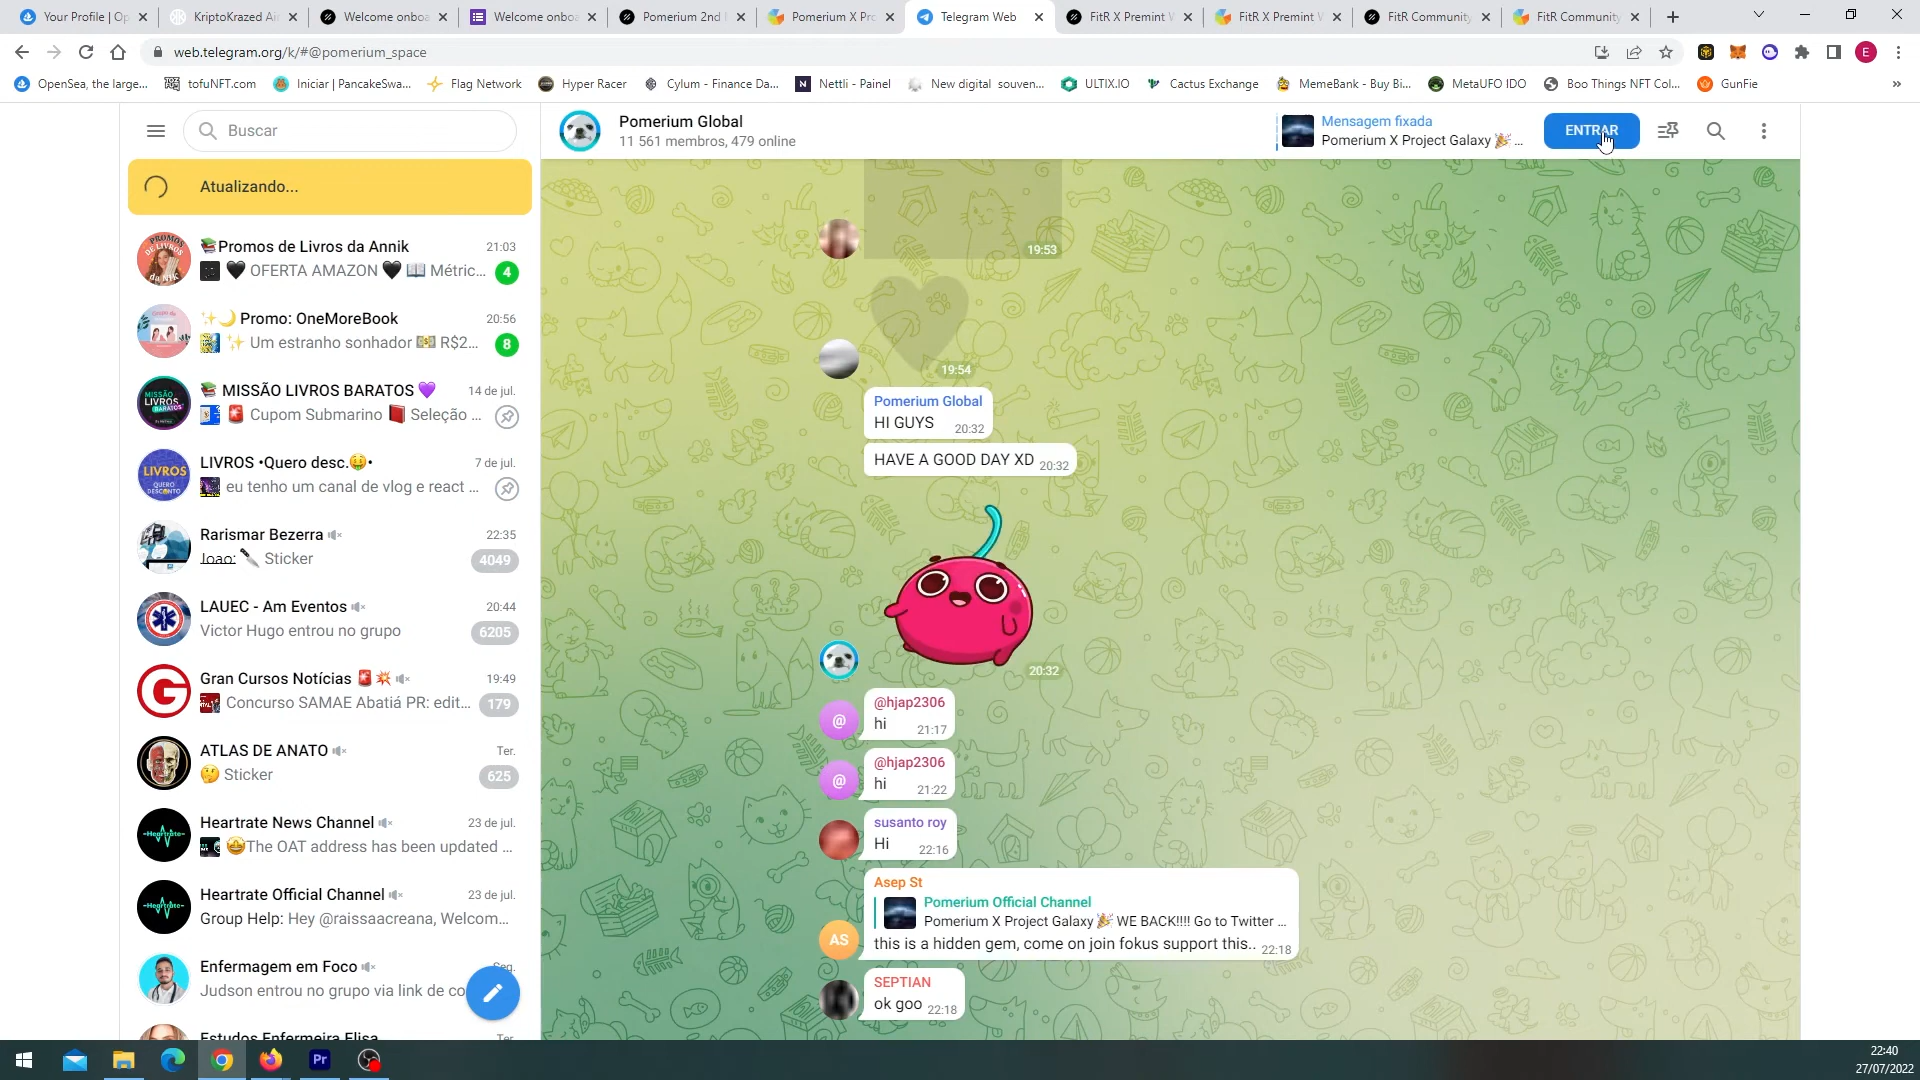 Your Profile | Op
KriptoKrazed Aic
Welcome onboa
Welcome onboa
Pomerium 2nd
Pomerium X Pro
Telegram Web
FitR X Premint
FitR X Premint
FitR Community
FitR Community
web.telegram.org/k/#@pomerium_space
E
OpenSea, the large...
tofuNFT.com
Iniciar | PancakeSwa...
Flag Network
Hyper Racer
Cylum - Finance Da...
Nettli - Painel
New digital souven...
ULTIX.IO
Cactus Exchange
MemeBank - Buy Bi...
MetaUFO IDO
Boo Things NFT Col...
GunFie
»
Buscar
Pomerium Global
11 561 membros, 479 online
Mensagem fixada
Pomerium X Project Galaxy 🎉 ...
ENTRAR
Atualizando...
📚Promos de Livros da Annik
21:03
🖤 OFERTA AMAZON 🖤 📖 Métric...
4
✨🌙 Promo: OneMoreBook
20:56
✨ Um estranho sonhador 💵 R$2...
8
📚 MISSÃO LIVROS BARATOS 💜
14 de jul.
🚨 Cupom Submarino 📕 Seleção ...
LIVROS •Quero desc.🤑•
7 de jul.
eu tenho um canal de vlog e react ...
Rarismar Bezerra
22:35
Joao: 🔪 Sticker
4049
LAUEC - Am Eventos
20:44
Victor Hugo entrou no grupo
6205
Gran Cursos Notícias 🚨💥
19:49
Concurso SAMAE Abatiá PR: edit...
179
ATLAS DE ANATO
Ter.
🤔 Sticker
625
Heartrate News Channel
23 de jul.
🤩The OAT address has been updated ...
Heartrate Official Channel
23 de jul.
Group Help: Hey @raissaacreana, Welcom...
Enfermagem em Foco
Seg.
Judson entrou no grupo via link de co
Estudos Enfermeira Elisa
Ter.
19:53
19:54
Pomerium Global
HI GUYS 20:32
HAVE A GOOD DAY XD 20:32
20:32
@hjap2306
@ hi 21:17
@hjap2306
@ hi 21:22
susanto roy
Hi 22:16
Asep St
Pomerium Official Channel
Pomerium X Project Galaxy 🎉 WE BACK!!!! Go to Twitter ...
AS this is a hidden gem, come on join fokus support this.. 22:18
SEPTIAN
ok goo 22:18
Pr
22:40
27/07/2022